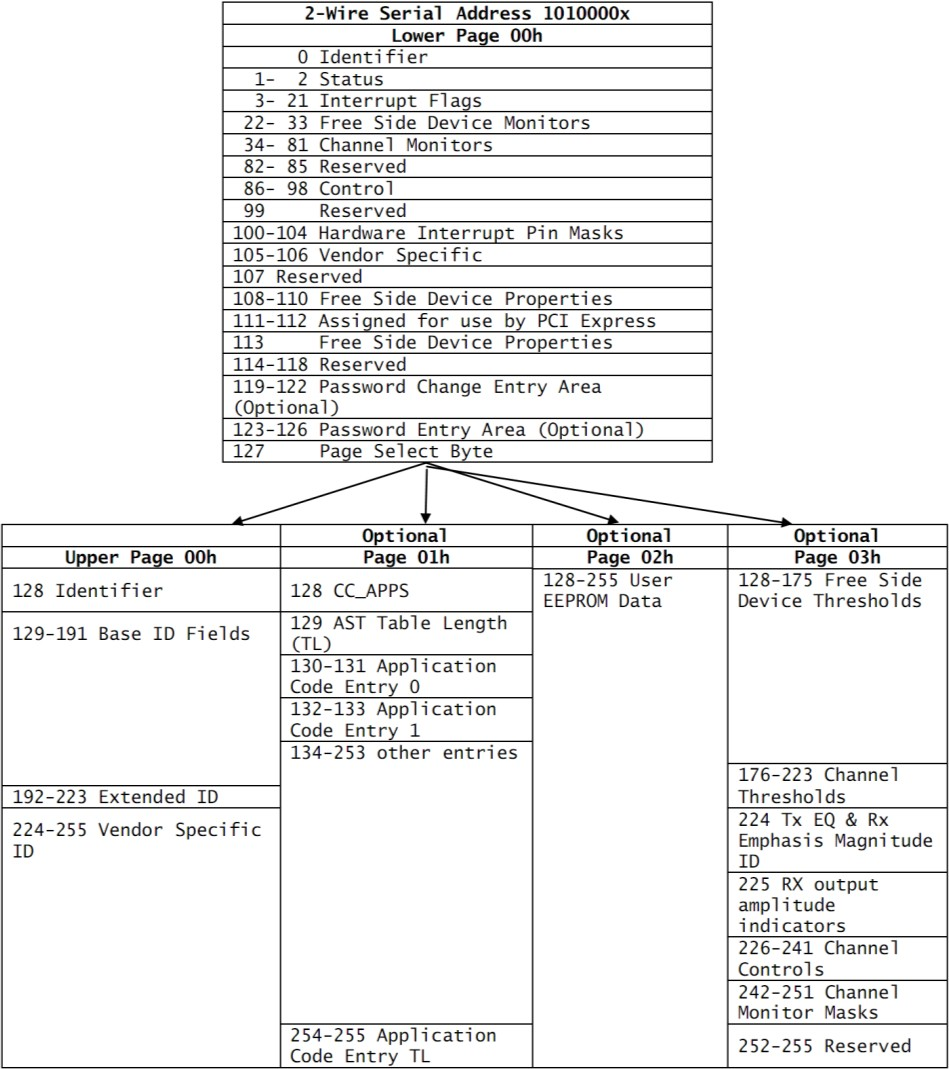 2-Wire Serial Address 1010000x
Lower Page 00h
0 Identifier
1- 2 Status
3- 21 Interrupt Flags
22- 33 Free Side Device Monitors
34- 81 Channel Monitors
82- 85 Reserved
86- 98 Control
99 Reserved
100-104 Hardware Interrupt Pin Masks
105-106 Vendor Specific
107 Reserved
108-110 Free Side Device Properties
111-112 Assigned for use by PCI Express
113 Free Side Device Properties
114-118 Reserved
119-122 Password Change Entry Area
(Optional)
123-126 Password Entry Area (Optional)
127 Page Select Byte
Upper Page 00h
128 Identifier
129-191 Base ID Fields
192-223 Extended ID
224-255 Vendor Specific
ID
Optional
Page 01h
128 CC_APPS
129 AST Table Length
(TL)
130-131 Application
Code Entry 0
132-133 Application
Code Entry 1
134-253 other entries
254-255 Application
Code Entry TL
Optional
Page 02h
128-255 User
EEPROM Data
Optional
Page 03h
128-175 Free Side
Device Thresholds
176-223 Channel
Thresholds
224 Tx EQ & Rx
Emphasis Magnitude
ID
225 RX output
amplitude
indicators
226-241 Channel
Controls
242-251 Channel
Monitor Masks
252-255 Reserved